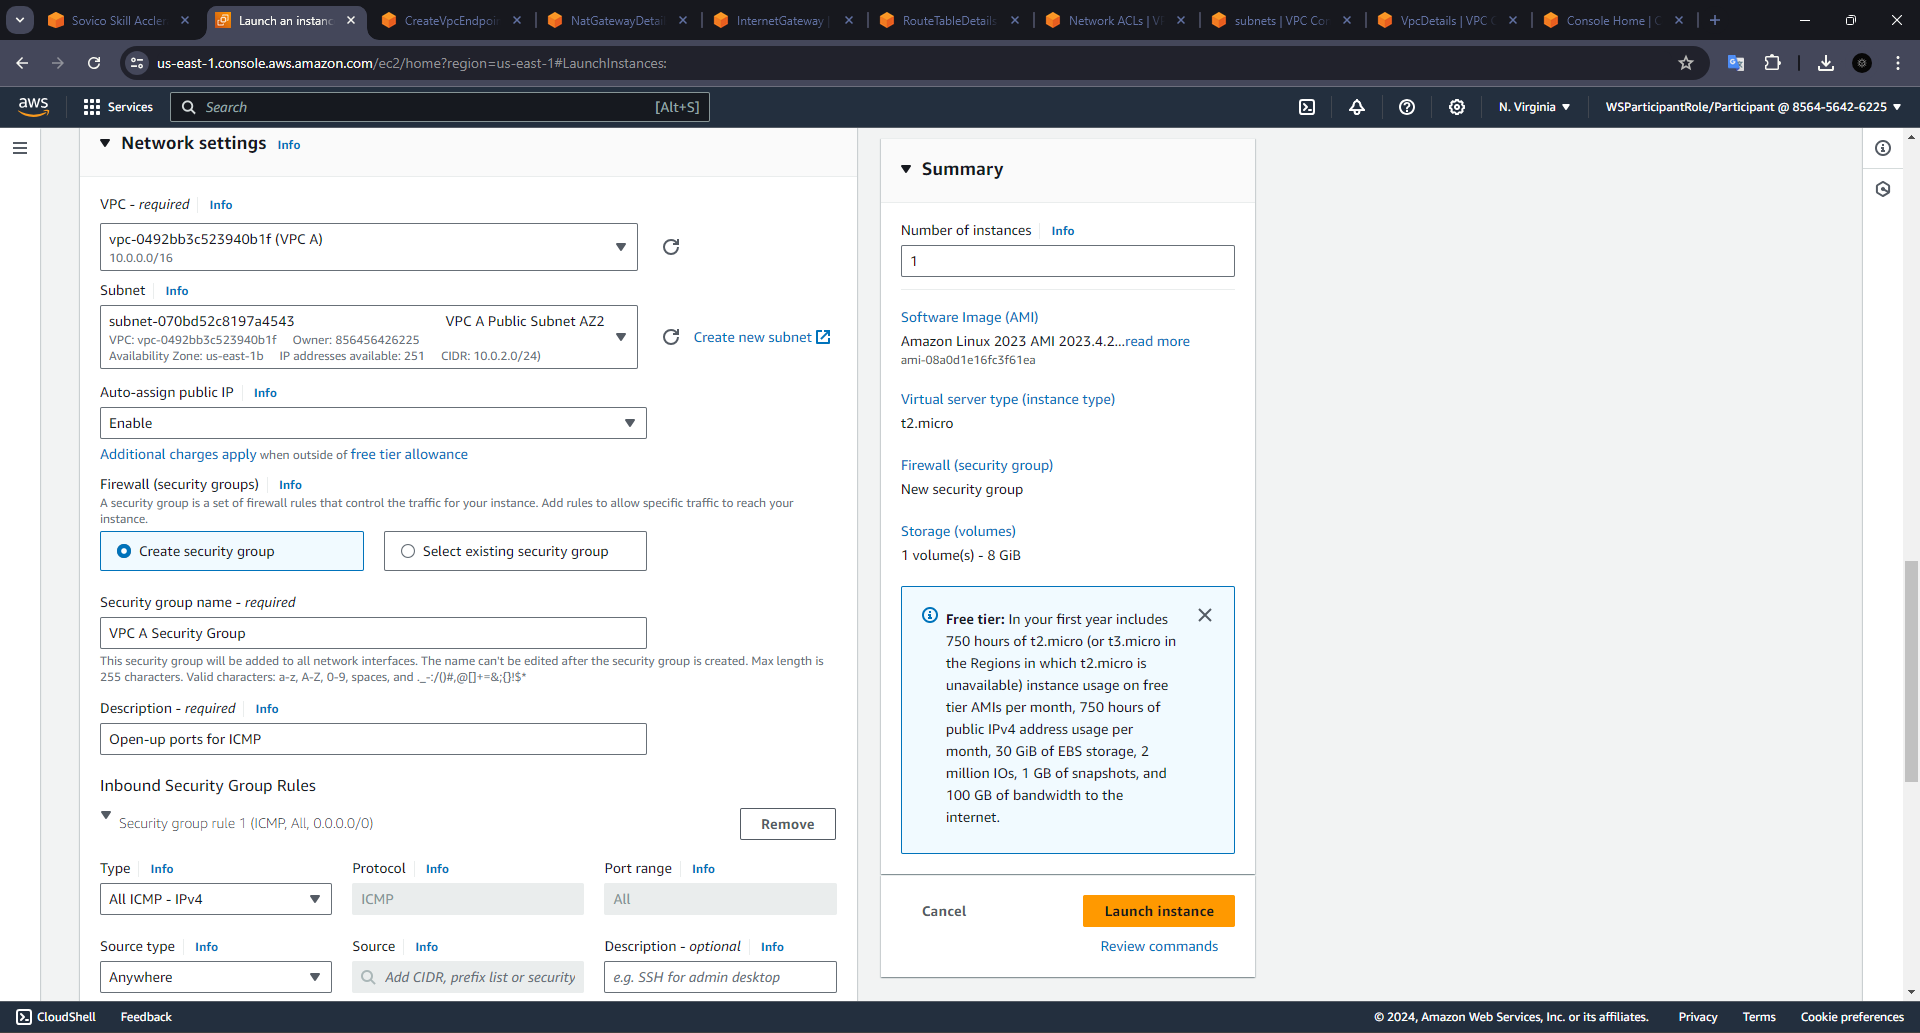 Sovico Skill Accler
Launch an instanc
CreateVpcEndpoin
NatGatewayDetail
InternetGateway |
RouteTableDetails
Network ACLs | VP
subnets | VPC Con
VpcDetails | VPC C
Console Home | C
us-east-1.console.aws.amazon.com/ec2/home?region=us-east-1#LaunchInstances:
aws
Services
Search
[Alt+S]
N. Virginia
WSParticipantRole/Participant @ 8564-5642-6225
Network settings Info
VPC - required Info
vpc-0492bb3c523940b1f (VPC A)
10.0.0.0/16
Subnet Info
subnet-070bd52c8197a4543 VPC A Public Subnet AZ2
VPC: vpc-0492bb3c523940b1f Owner: 856456426225
Availability Zone: us-east-1b IP addresses available: 251 CIDR: 10.0.2.0/24)
Create new subnet
Auto-assign public IP Info
Enable
Additional charges apply when outside of free tier allowance
Firewall (security groups) Info
A security group is a set of firewall rules that control the traffic for your instance. Add rules to allow specific traffic to reach your
instance.
Create security group
Select existing security group
Security group name - required
VPC A Security Group
This security group will be added to all network interfaces. The name can't be edited after the security group is created. Max length is
255 characters. Valid characters: a-z, A-Z, 0-9, spaces, and ._-:/()#,@[]+=&;{}!$*
Description - required Info
Open-up ports for ICMP
Inbound Security Group Rules
Security group rule 1 (ICMP, All, 0.0.0.0/0)
Remove
Type Info
Protocol Info
Port range Info
All ICMP - IPv4
ICMP
All
Source type Info
Source Info
Description - optional Info
Anywhere
Add CIDR, prefix list or security
e.g. SSH for admin desktop
Summary
Number of instances Info
1
Software Image (AMI)
Amazon Linux 2023 AMI 2023.4.2...read more
ami-08a0d1e16fc3f61ea
Virtual server type (instance type)
t2.micro
Firewall (security group)
New security group
Storage (volumes)
1 volume(s) - 8 GiB
Free tier: In your first year includes
750 hours of t2.micro (or t3.micro in
the Regions in which t2.micro is
unavailable) instance usage on free
tier AMIs per month, 750 hours of
public IPv4 address usage per
month, 30 GiB of EBS storage, 2
million IOs, 1 GB of snapshots, and
100 GB of bandwidth to the
internet.
Cancel
Launch instance
Review commands
CloudShell
Feedback
© 2024, Amazon Web Services, Inc. or its affiliates.
Privacy
Terms
Cookie preferences